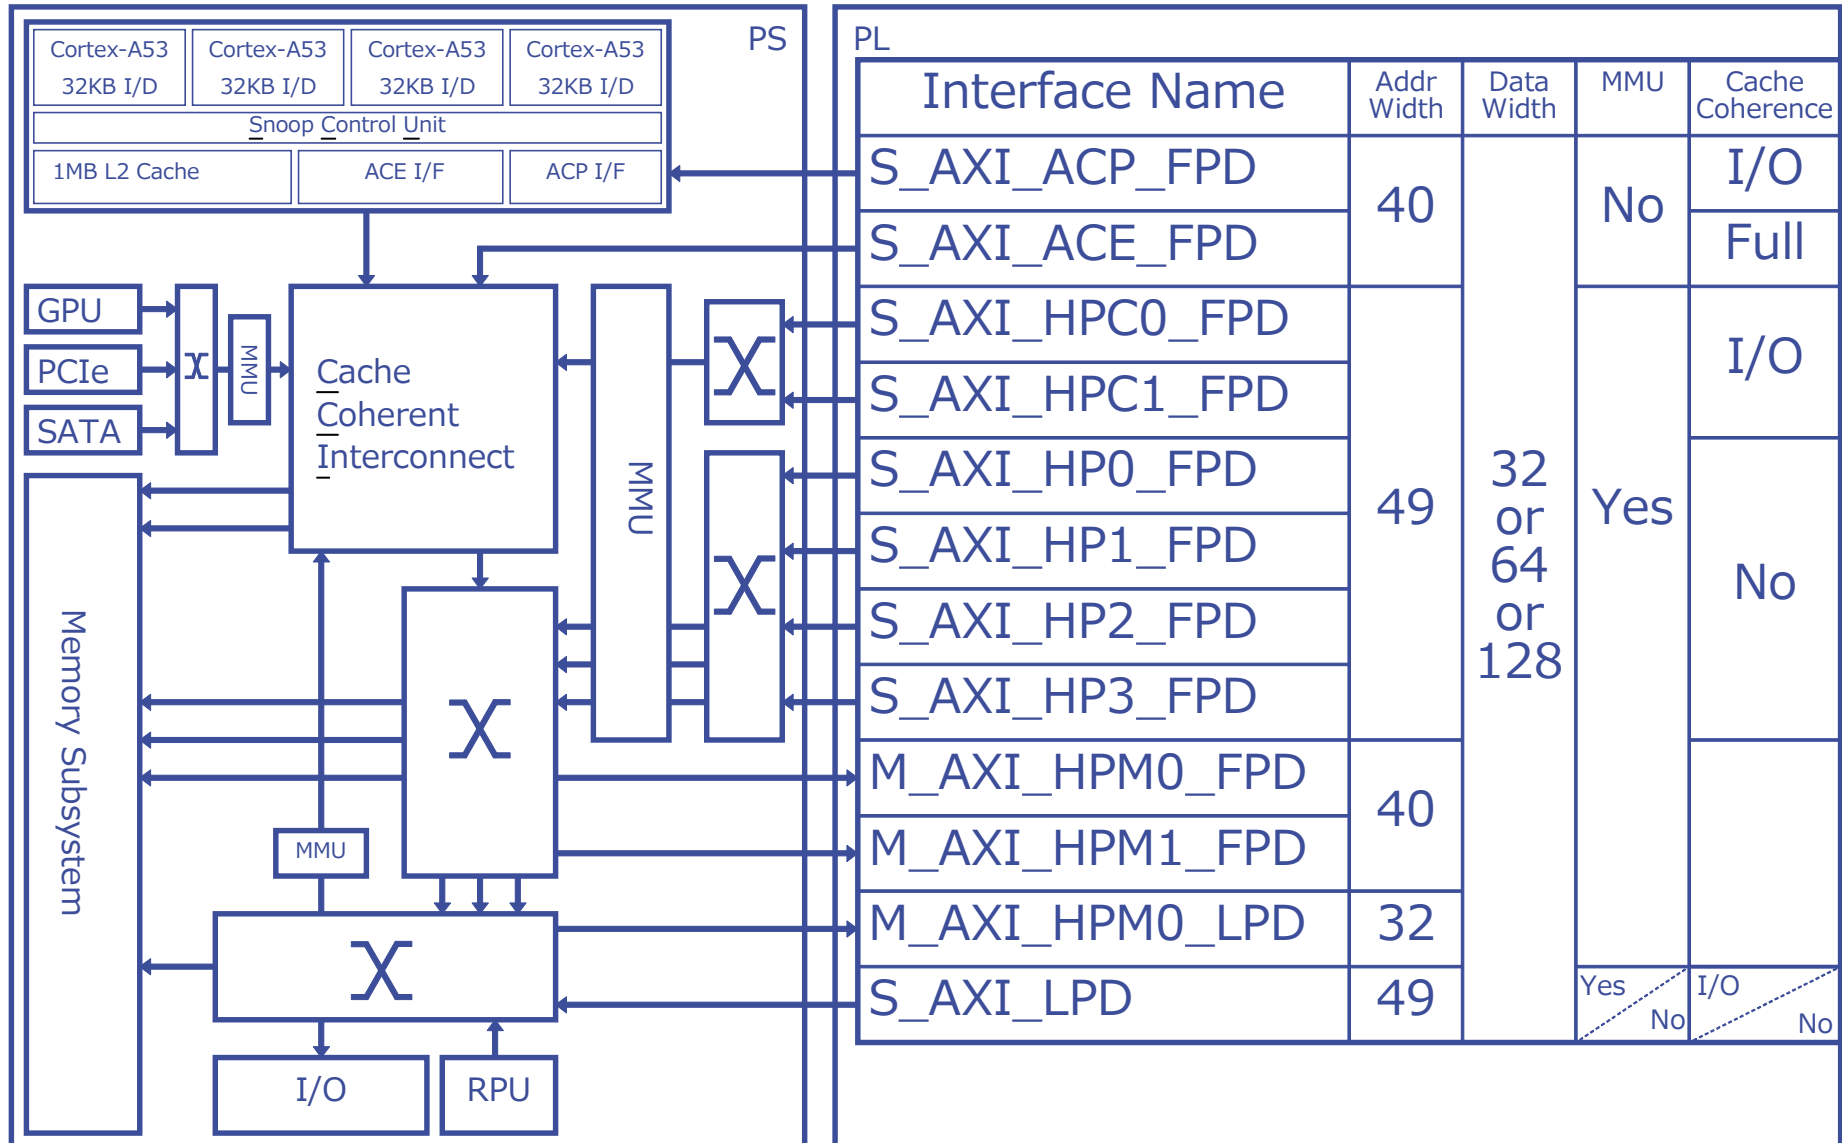 PS
Cortex-A53
32KB I/D
Cortex-A53
32KB I/D
Cortex-A53
32KB I/D
Cortex-A53
32KB I/D
Snoop Control Unit
1MB L2 Cache
ACE I/F
ACP I/F
GPU
PCIe
SATA
MMU
Cache
Coherent
Interconnect
MMU
Memory Subsystem
MMU
I/O
RPU
PL
Interface Name
Addr
Width
Data
Width
MMU
Cache
Coherence
S_AXI_ACP_FPD
S_AXI_ACE_FPD
S_AXI_HPC0_FPD
S_AXI_HPC1_FPD
S_AXI_HP0_FPD
S_AXI_HP1_FPD
S_AXI_HP2_FPD
S_AXI_HP3_FPD
M_AXI_HPM0_FPD
M_AXI_HPM1_FPD
M_AXI_HPM0_LPD
S_AXI_LPD
40
49
40
32
49
32
or
64
or
128
No
Yes
Yes
No
I/O
Full
I/O
No
I/O
No